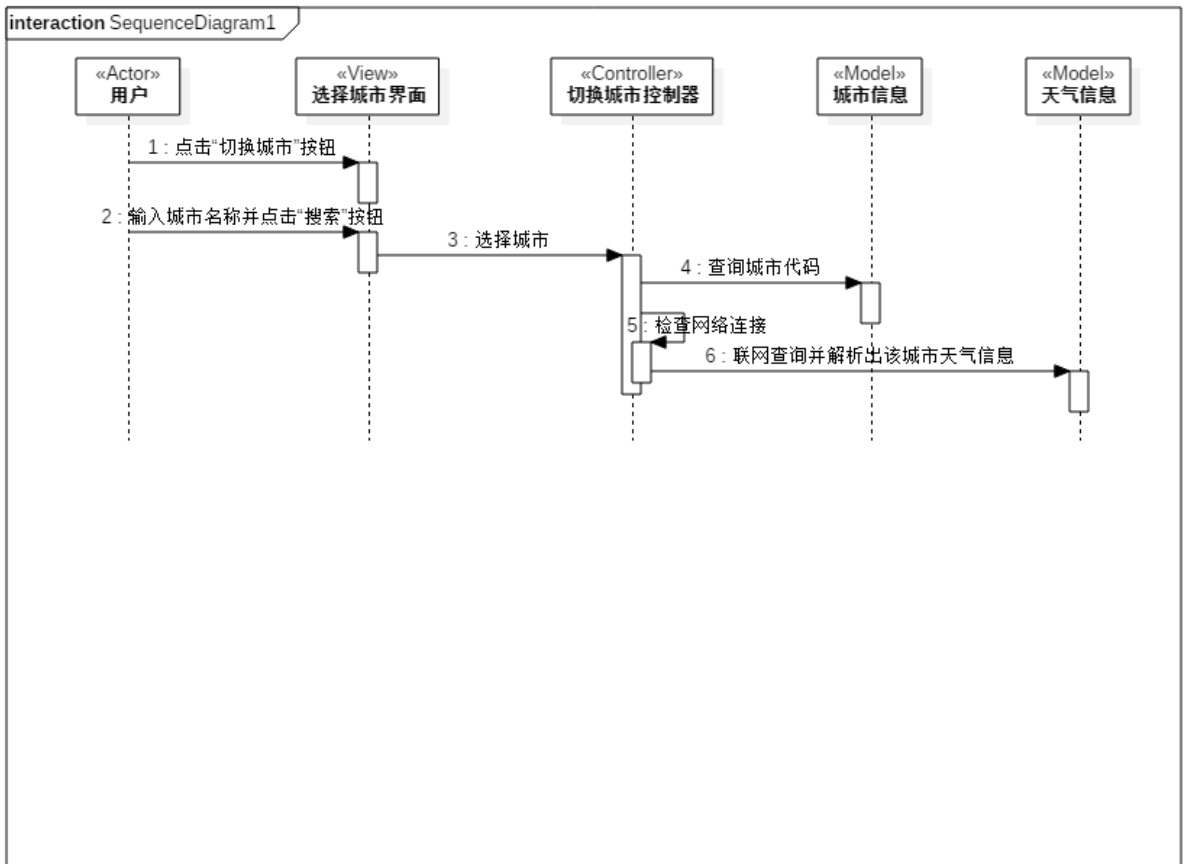 interaction SequenceDiagram1
«Actor»
用户
«View»
选择城市界面
«Controller»
切换城市控制器
«Model»
城市信息
«Model»
天气信息
1 : 点击“切换城市”按钮
2 : 输入城市名称并点击“搜索”按钮
3 : 选择城市
4 : 查询城市代码
5 : 检查网络连接
6 : 联网查询并解析出该城市天气信息